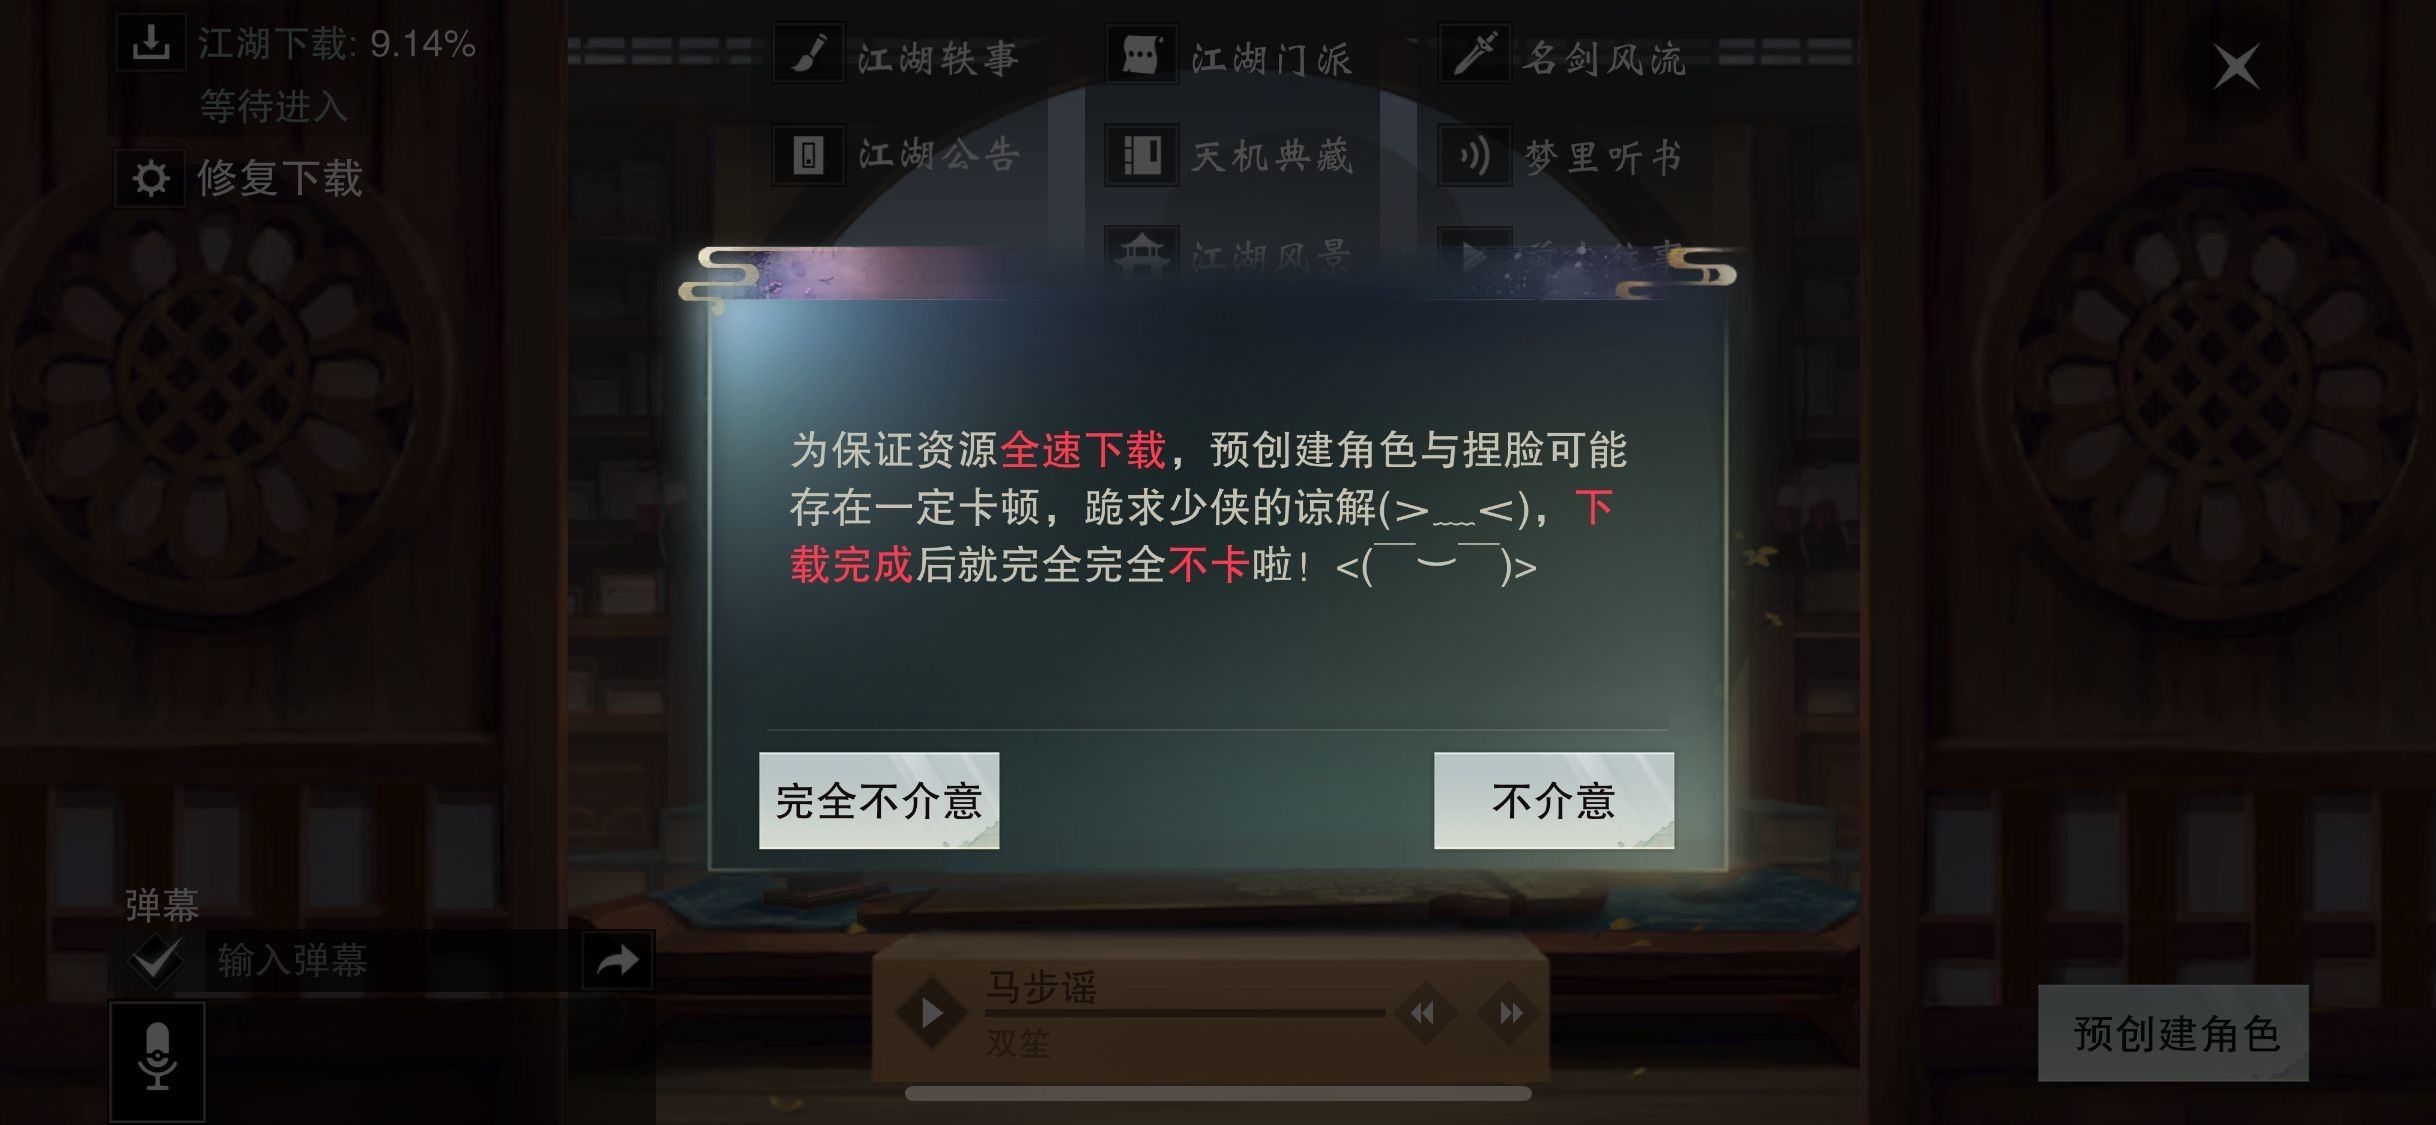 江湖下载: 9.14%
等待进入
修复下载
江湖轶事
江湖门派
名剑风流
江湖公告
天机典藏
梦里听书
江湖风景
为保证资源全速下载，预创建角色与捏脸可能
存在一定卡顿，跪求少侠的谅解(>﹏<)，下
载完成后就完全完全不卡啦！<(￣︶￣)>
完全不介意
不介意
弹幕
输入弹幕
马步谣
双笙
预创建角色